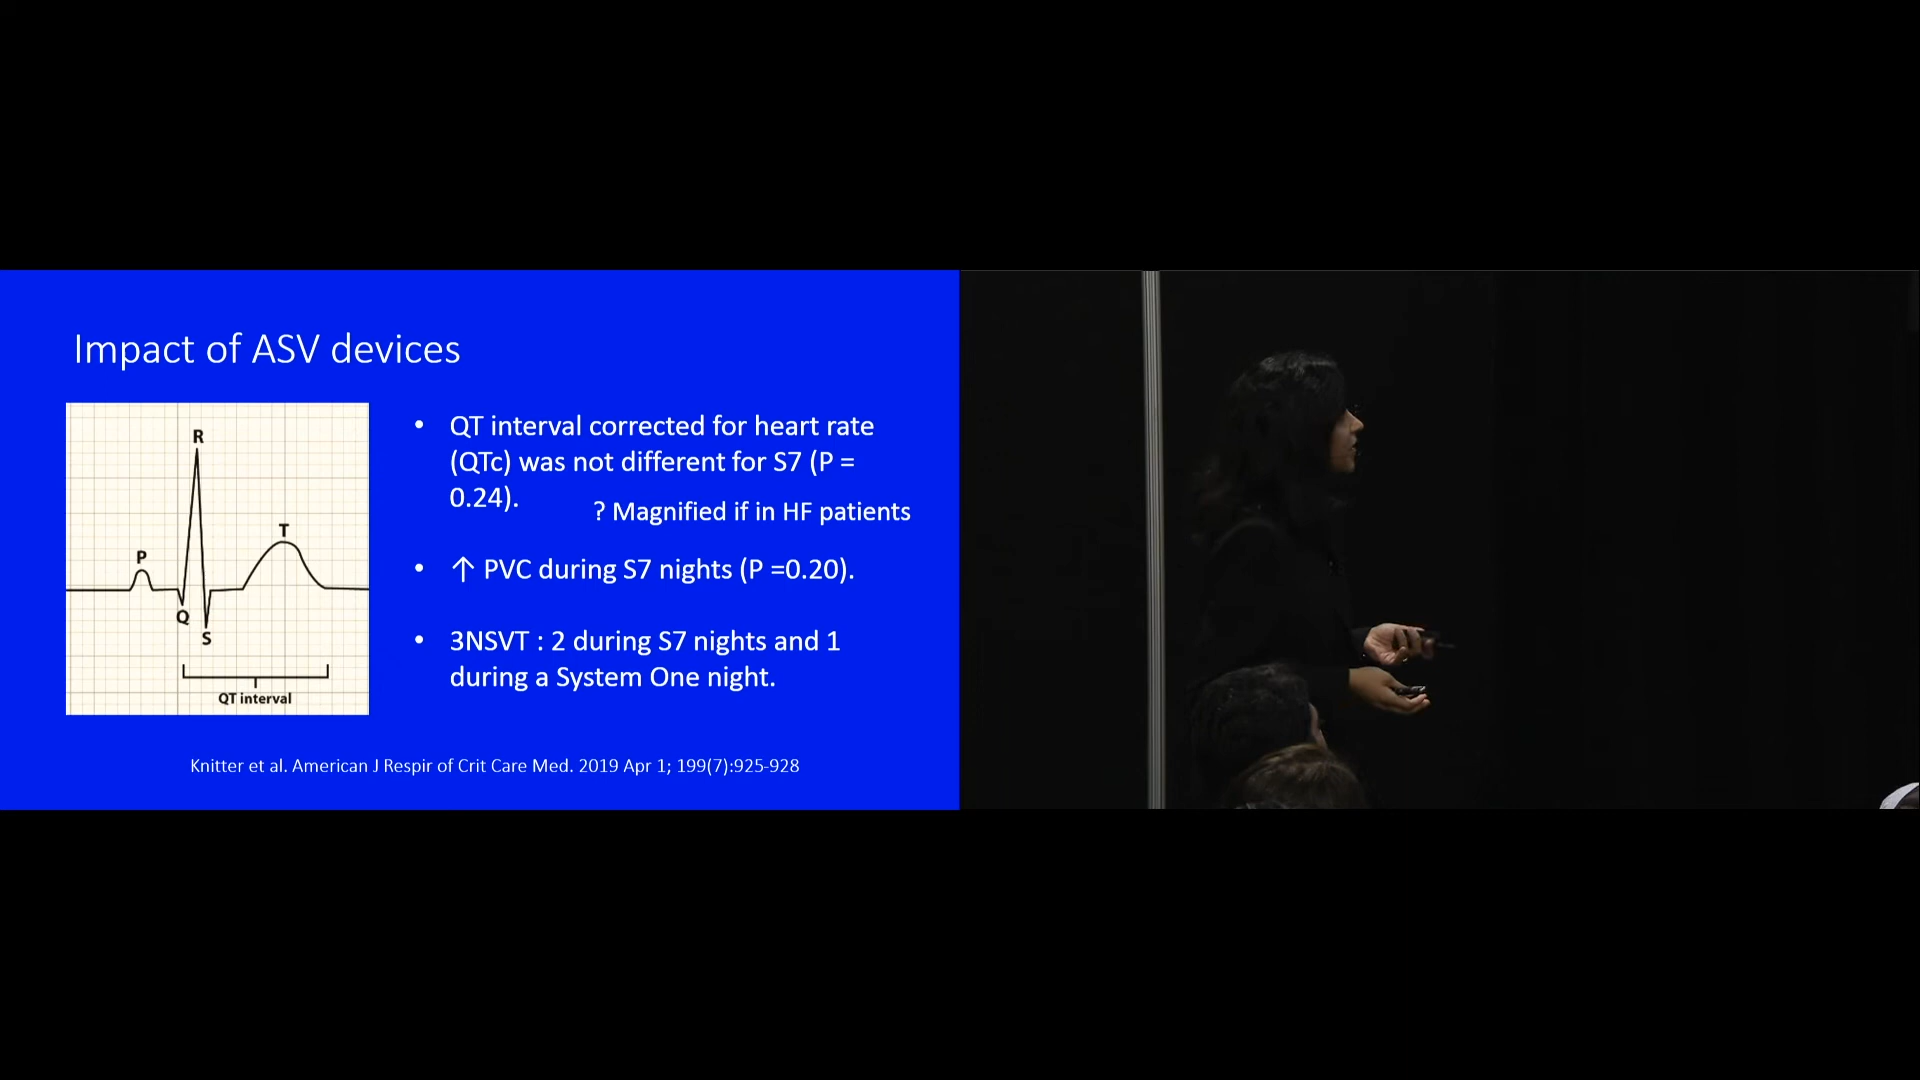 Impact of ASV devices
R
T
P
Q
S
QT interval
• QT interval corrected for heart rate
(QTc) was not different for S7 (P =
0.24).
? Magnified if in HF patients
• ↑ PVC during S7 nights (P =0.20).
• 3NSVT : 2 during S7 nights and 1
during a System One night.
Knitter et al. American J Respir of Crit Care Med. 2019 Apr 1; 199(7):925-928